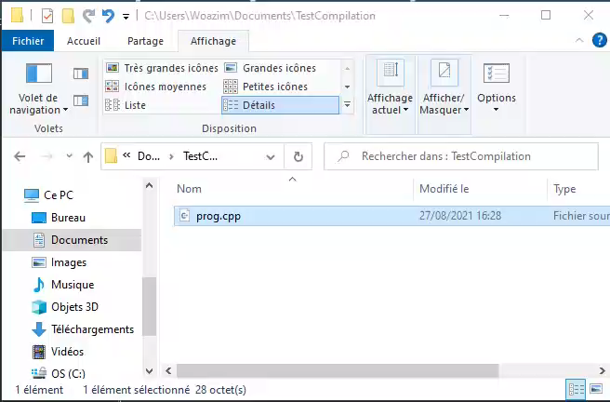 C:\Users\Woazim\Documents\TestCompilation
Fichier Accueil Partage Affichage
Volet de navigation
Volets
Très grandes icônes Grandes icônes
Icônes moyennes Petites icônes
Liste Détails
Disposition
Affichage actuel
Afficher/ Masquer
Options
« Do... > TestC...
Rechercher dans : TestCompilation
Nom Modifié le Type
prog.cpp 27/08/2021 16:28 Fichier sour
Ce PC
Bureau
Documents
Images
Musique
Objets 3D
Téléchargements
Vidéos
OS (C:)
1 élément 1 élément sélectionné 28 octet(s)